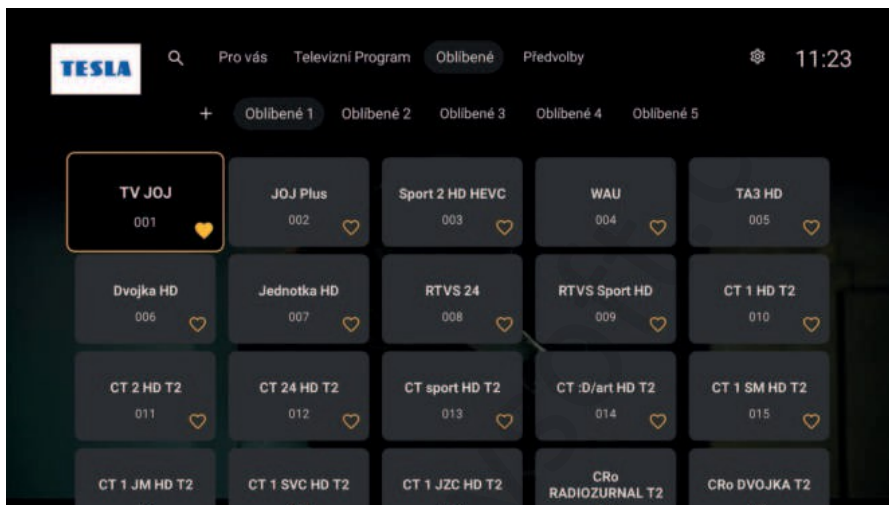 TESLA
Pro vás Televizní Program Oblíbené Předvolby 11:23
+ Oblíbené 1 Oblíbené 2 Oblíbené 3 Oblíbené 4 Oblíbené 5
TV JOJ JOJ Plus Sport 2 HD HEVC WAU TA3 HD
001 002 003 004 005
Dvojka HD Jednotka HD RTVS 24 RTVS Sport HD CT 1 HD T2
006 007 008 009 010
CT 2 HD T2 CT 24 HD T2 CT sport HD T2 CT :D/art HD T2 CT 1 SM HD T2
011 012 013 014 015
CT 1 JM HD T2 CT 1 SVC HD T2 CT 1 JZC HD T2 CRo RADIOZURNAL T2 CRo DVOJKA T2